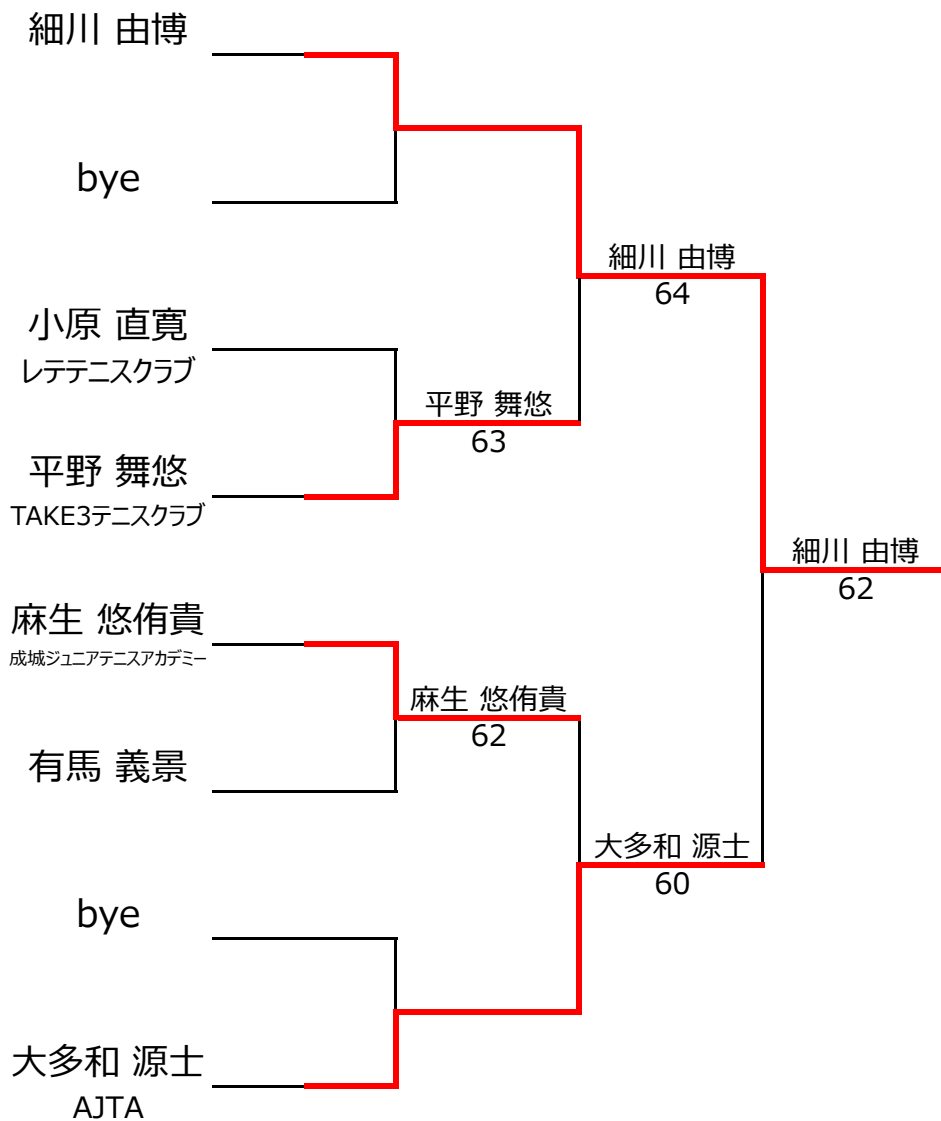 細川 由博
bye
小原 直寛
レテテニスクラブ
平野 舞悠
TAKE3テニスクラブ
麻生 悠侑貴
成城ジュニアテニスアカデミー
有馬 義景
bye
大多和 源士
AJTA
平野 舞悠
63
麻生 悠侑貴
62
細川 由博
64
大多和 源士
60
細川 由博
62